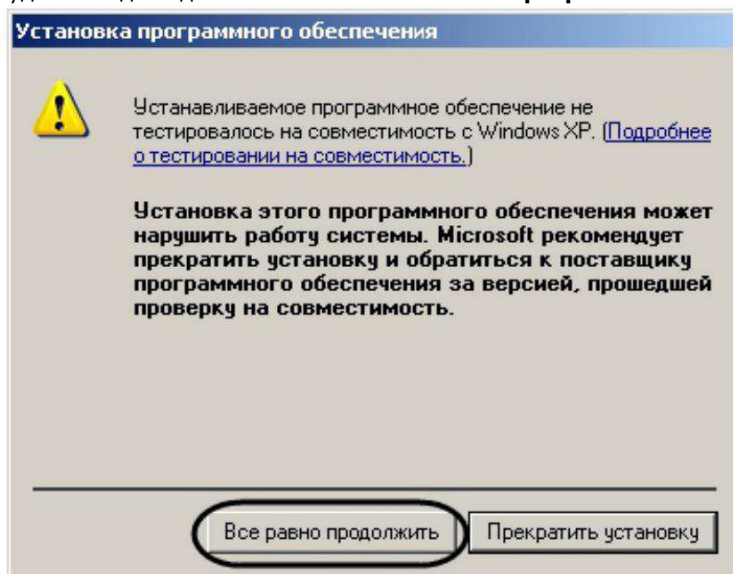 Установка программного обеспечения
Устанавливаемое программное обеспечение не
тестировалось на совместимость с Windows XP. (Подробнее
о тестировании на совместимость.)
Установка этого программного обеспечения может
нарушить работу системы. Microsoft рекомендует
прекратить установку и обратиться к поставщику
программного обеспечения за версией, прошедшей
проверку на совместимость.
Все равно продолжить
Прекратить установку